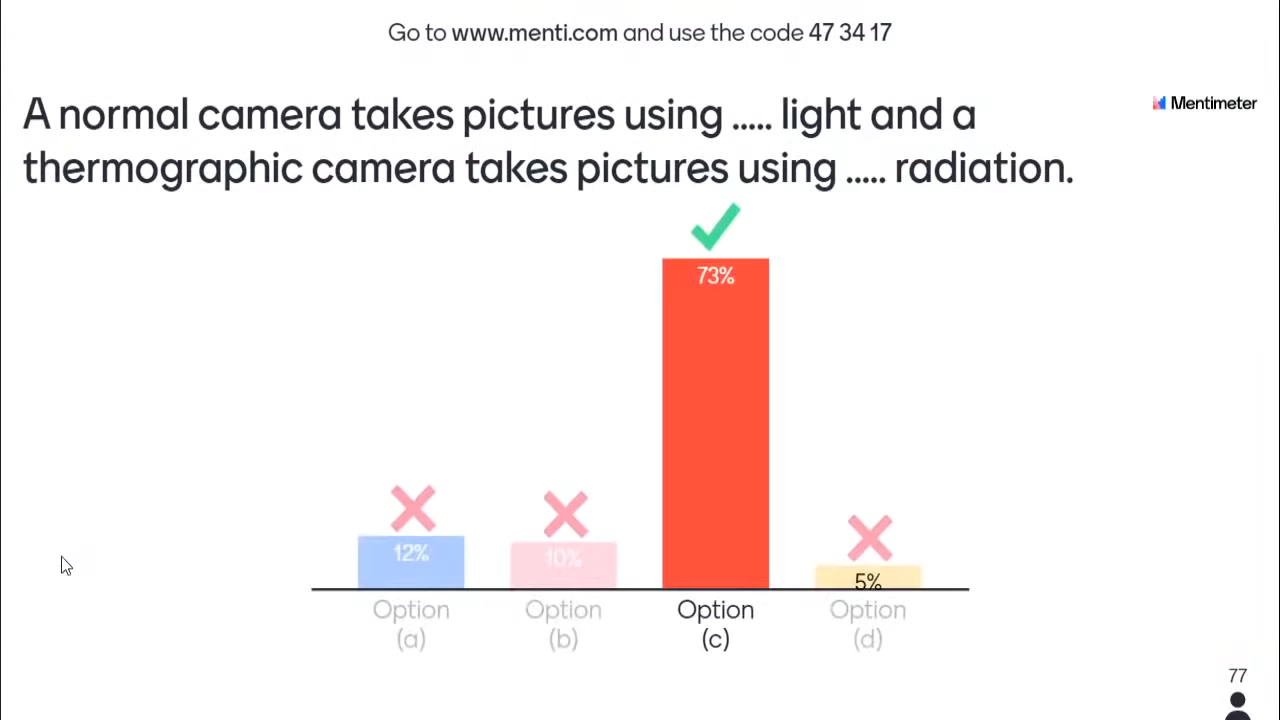 Go to www.menti.com and use the code 47 34 17
A normal camera takes pictures using ..... light and a
thermographic camera takes pictures using ..... radiation.
Mentimeter
73%
12%
10%
5%
Option
(a)
Option
(b)
Option
(c)
Option
(d)
77